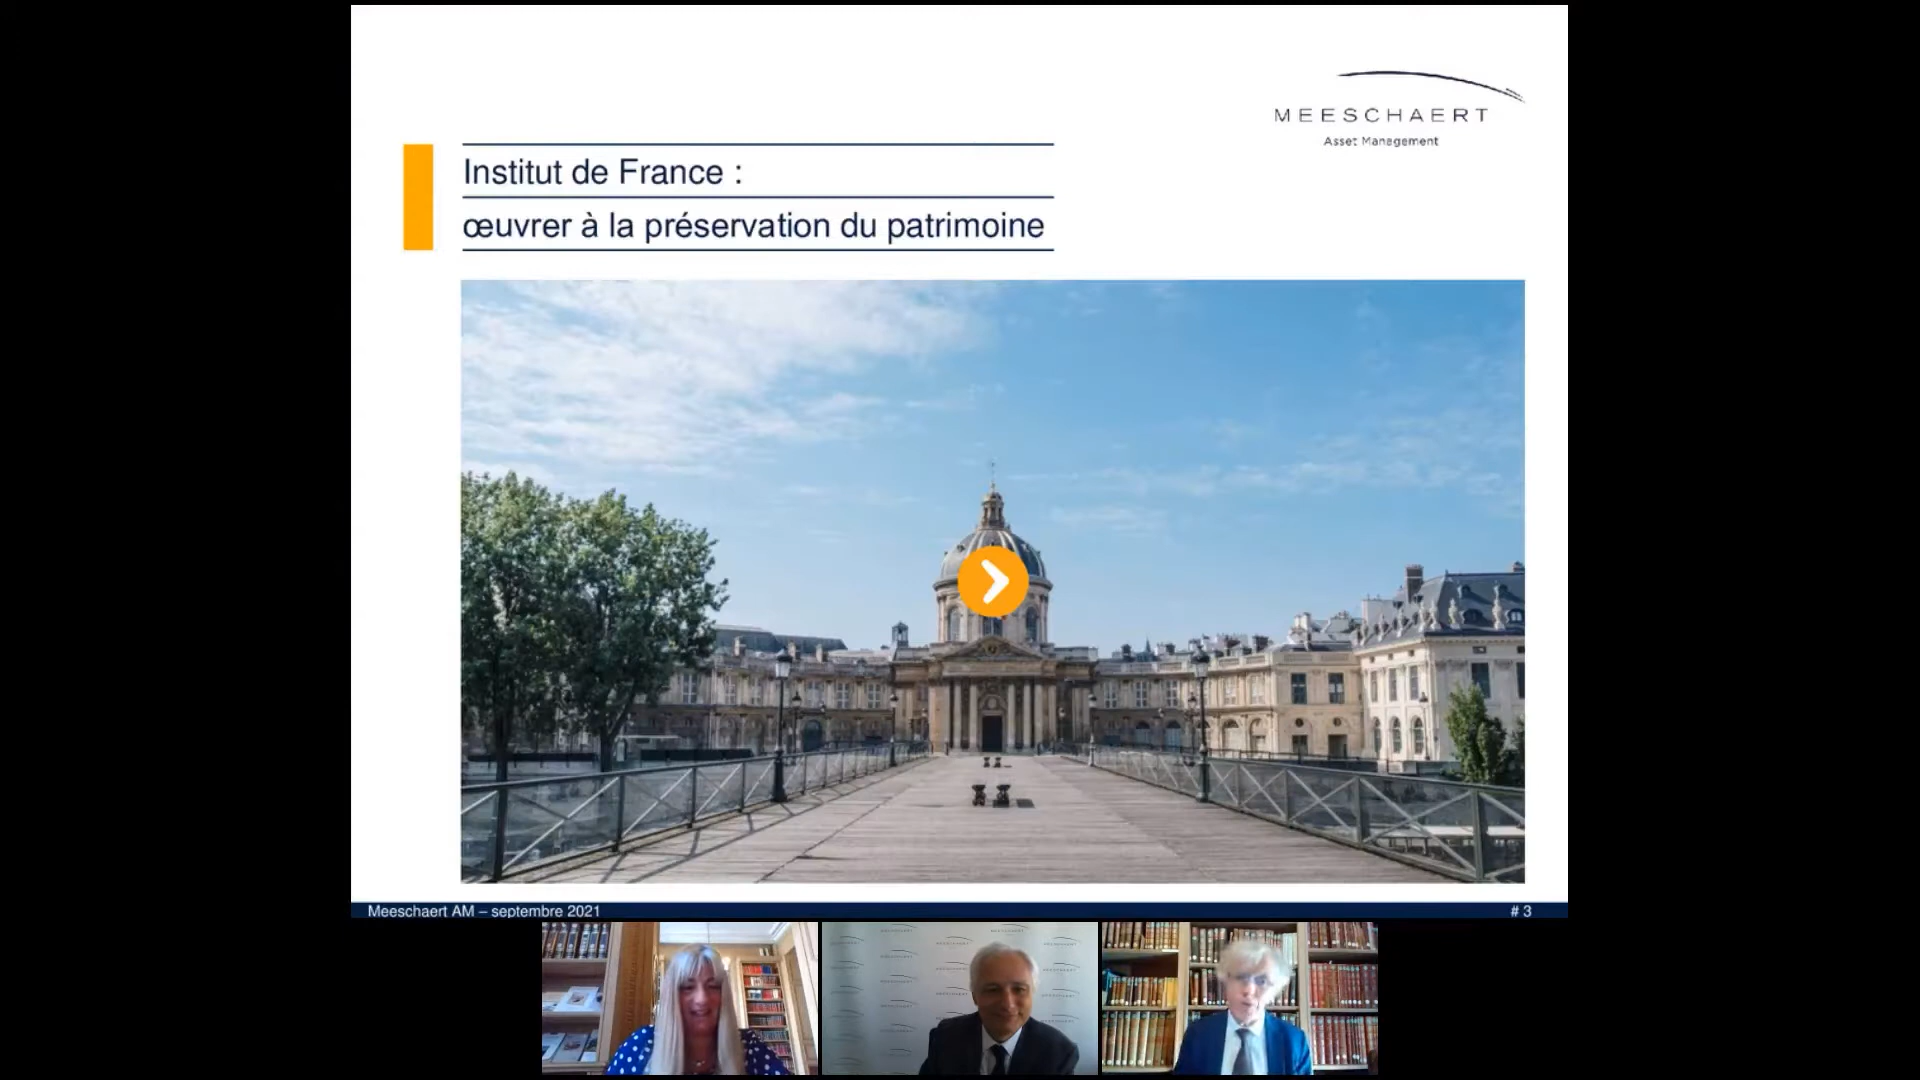 MEESCHAERT
Asset Management
Institut de France :
œuvrer à la préservation du patrimoine
Meeschaert AM – septembre 2021
# 3